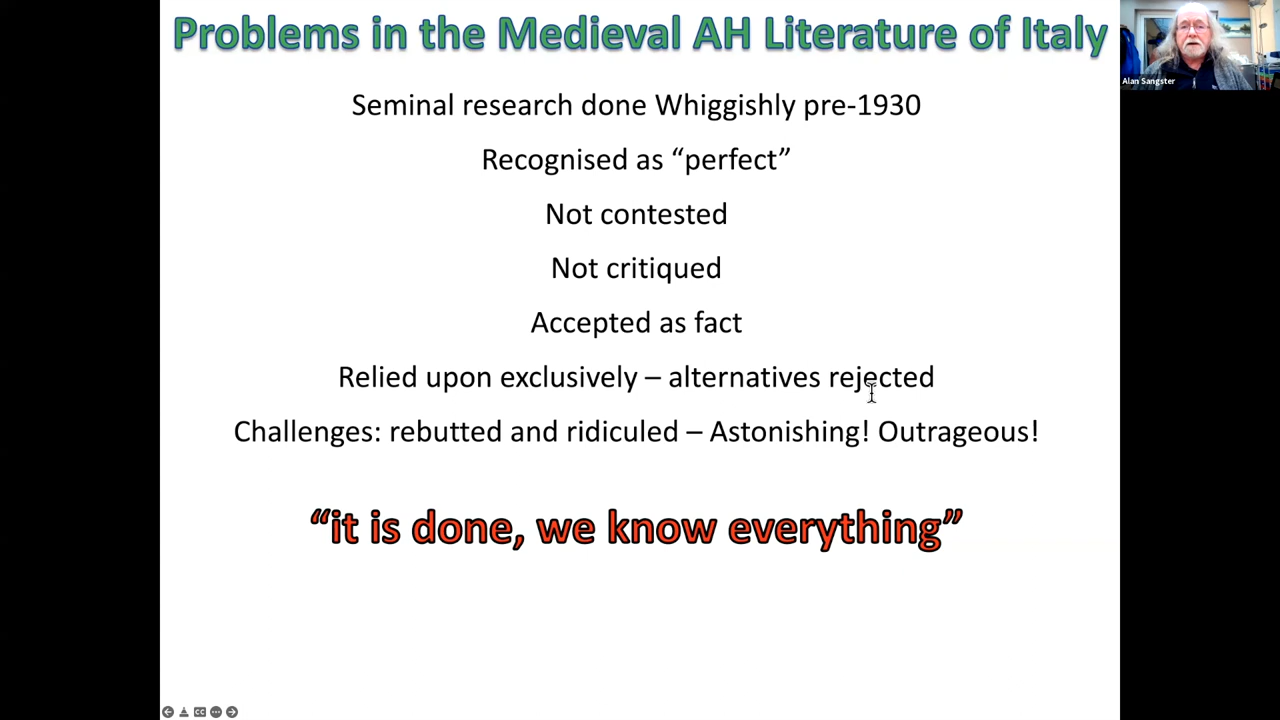 Problems in the Medieval AH Literature of Italy
Alan Sangster
Seminal research done Whiggishly pre-1930
Recognised as “perfect”
Not contested
Not critiqued
Accepted as fact
Relied upon exclusively – alternatives rejected
Challenges: rebutted and ridiculed – Astonishing! Outrageous!
“it is done, we know everything”
CC